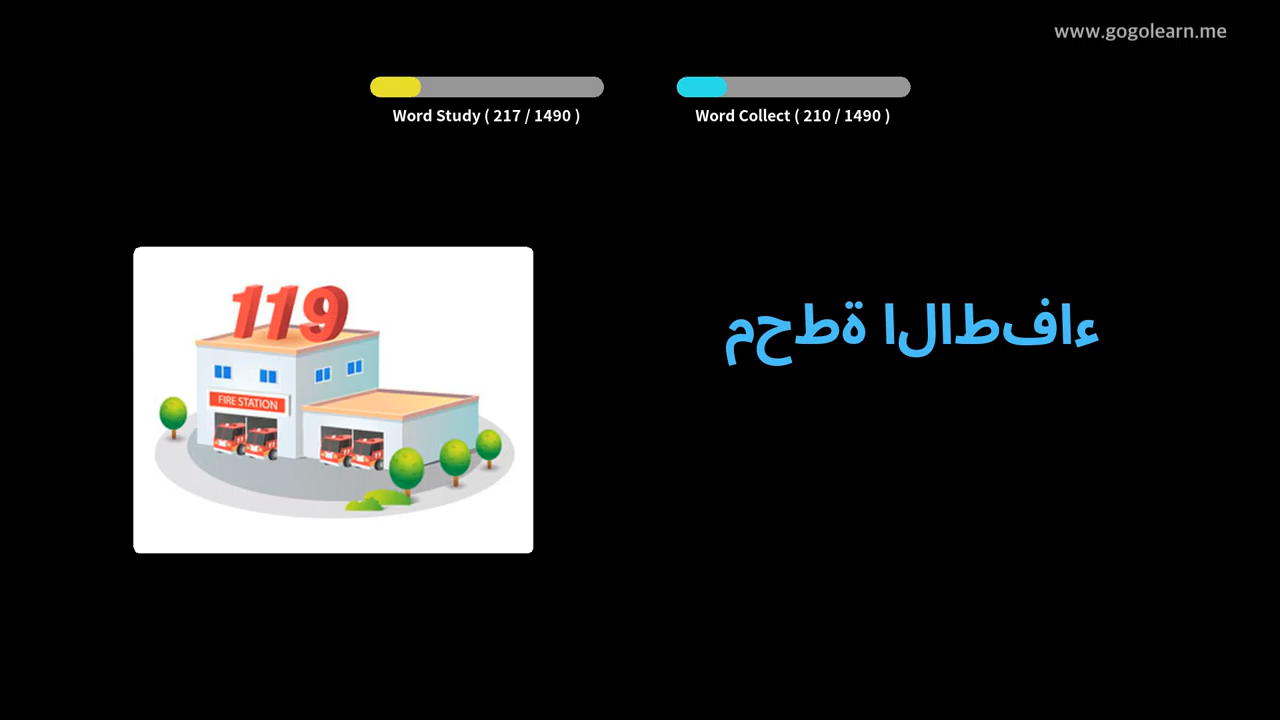 www.gogolearn.me
Word Study ( 217 / 1490 )
Word Collect ( 210 / 1490 )
119
FIRE STATION
محطة الاطفاء